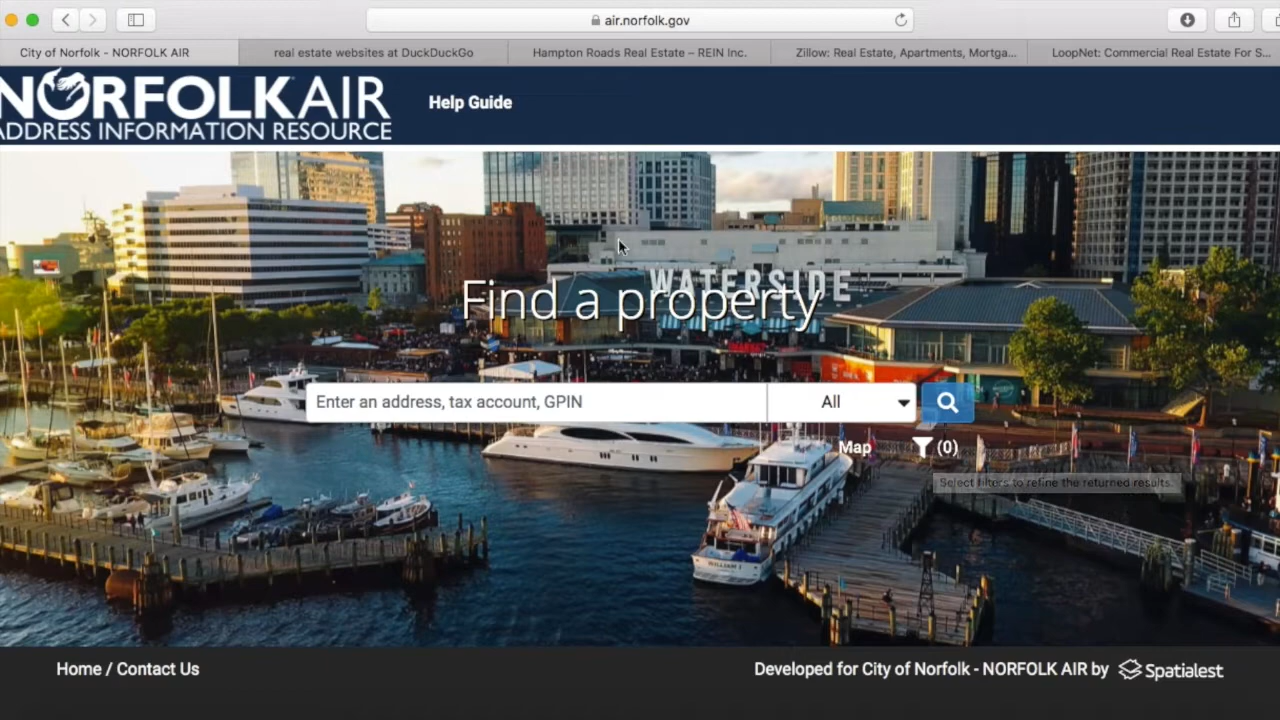 air.norfolk.gov
City of Norfolk - NORFOLK AIR
real estate websites at DuckDuckGo
Hampton Roads Real Estate – REIN Inc.
Zillow: Real Estate, Apartments, Mortga...
LoopNet: Commercial Real Estate For S...
NORFOLKAIR
ADDRESS INFORMATION RESOURCE
Help Guide
WATERSIDE
Find a property
Enter an address, tax account, GPIN
All
Map
(0)
Select filters to refine the returned results.
WILLIAM I
Home / Contact Us
Developed for City of Norfolk - NORFOLK AIR by Spatialest